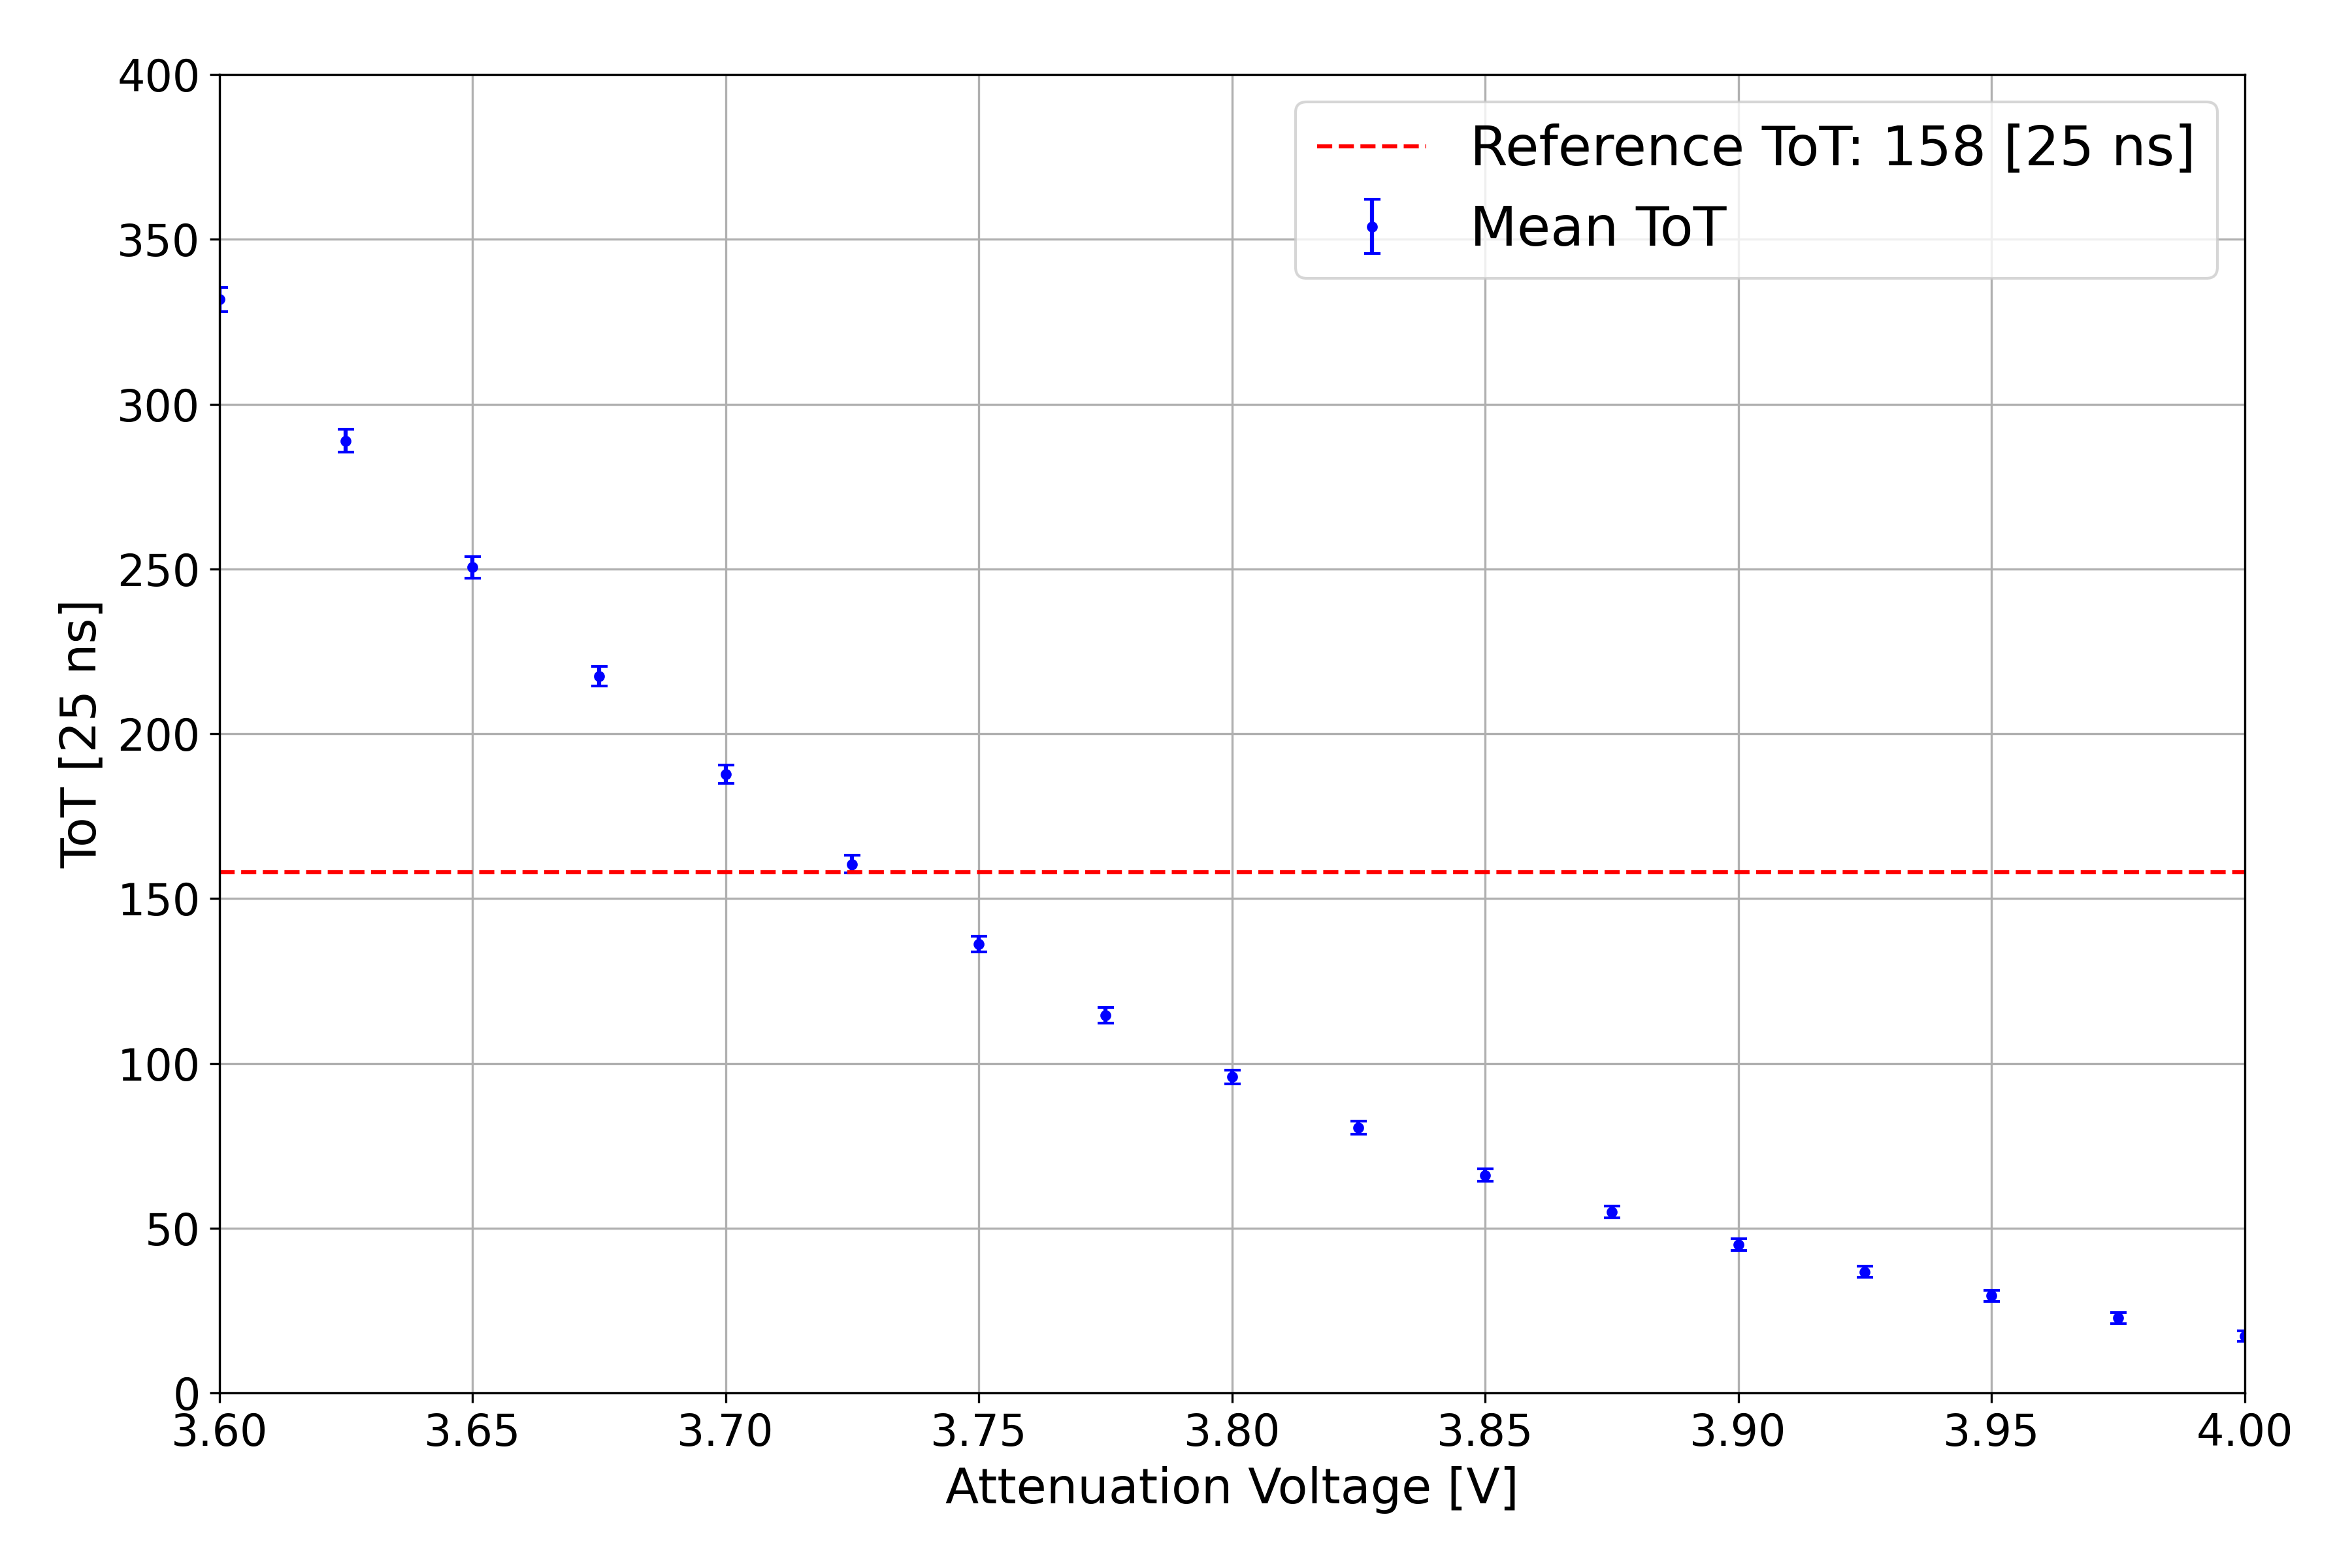 400
350
300
250
200
150
100
50
0
ToT [25 ns]
Reference ToT: 158 [25 ns]
Mean ToT
3.60 3.65 3.70 3.75 3.80 3.85 3.90 3.95 4.00
Attenuation Voltage [V]